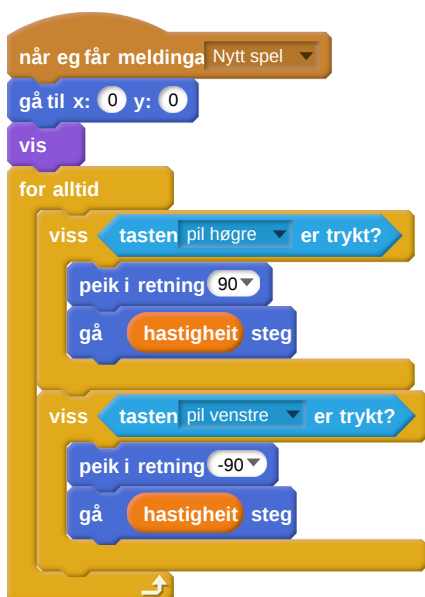 når eg får meldinga Nytt spel
gå til x: 0 y: 0
vis
for alltid
viss tasten pil høgre er trykt?
peik i retning 90
gå hastigheit steg
viss tasten pil venstre er trykt?
peik i retning -90
gå hastigheit steg